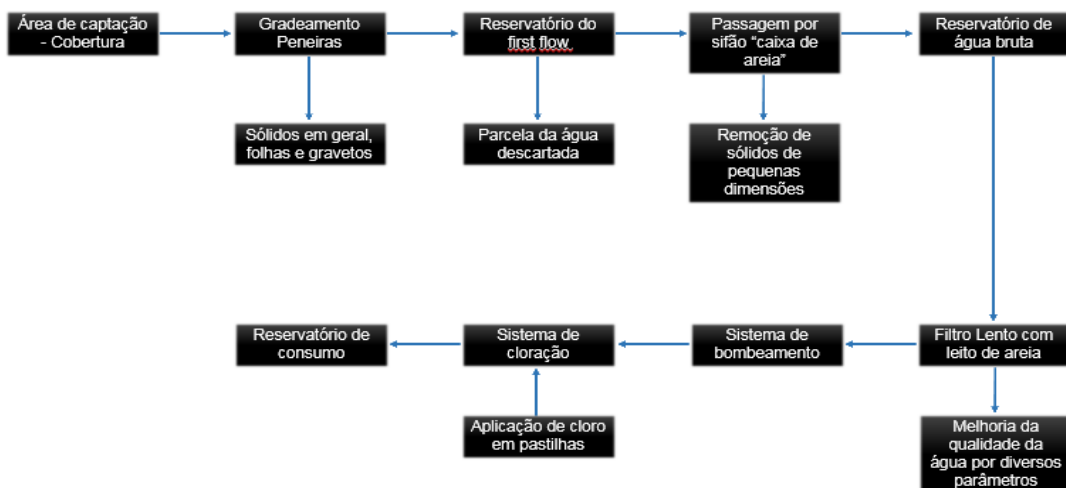 Área de captação
- Cobertura
Gradeamento
Peneiras
Reservatório do
first flow
Passagem por
sifão “caixa de
areia”
Reservatório de
água bruta
Sólidos em geral,
folhas e gravetos
Parcela da água
descartada
Remoção de
sólidos de
pequenas
dimensões
Reservatório de
consumo
Sistema de
cloração
Sistema de
bombeamento
Filtro Lento com
leito de areia
Aplicação de cloro
em pastilhas
Melhoria da
qualidade da
água por diversos
parâmetros